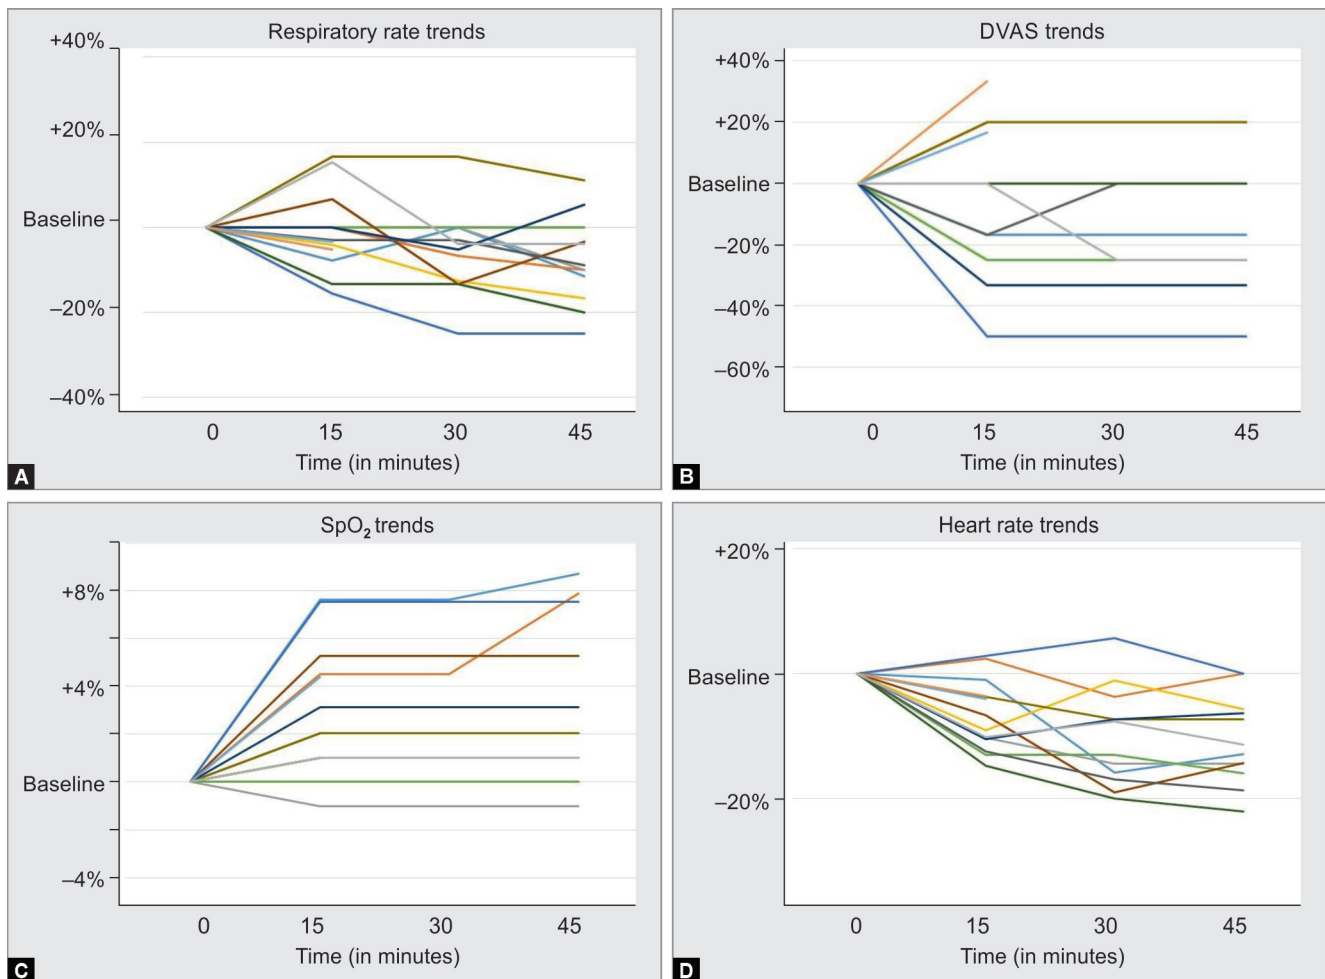 Respiratory rate trends
+40%
+20%
Baseline
–20%
–40%
0 15 30 45
Time (in minutes)
A
DVAS trends
+40%
+20%
Baseline
–20%
–40%
–60%
0 15 30 45
Time (in minutes)
B
SpO₂ trends
+8%
+4%
Baseline
–4%
0 15 30 45
Time (in minutes)
C
Heart rate trends
+20%
Baseline
–20%
0 15 30 45
Time (in minutes)
D